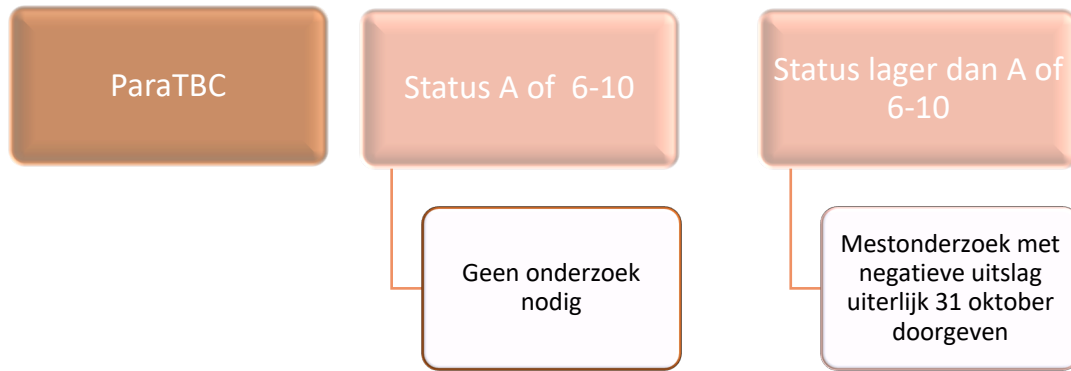 ParaTBC
Status A of 6-10
Status lager dan A of
6-10
Geen onderzoek
nodig
Mestonderzoek met
negatieve uitslag
uiterlijk 31 oktober
doorgeven